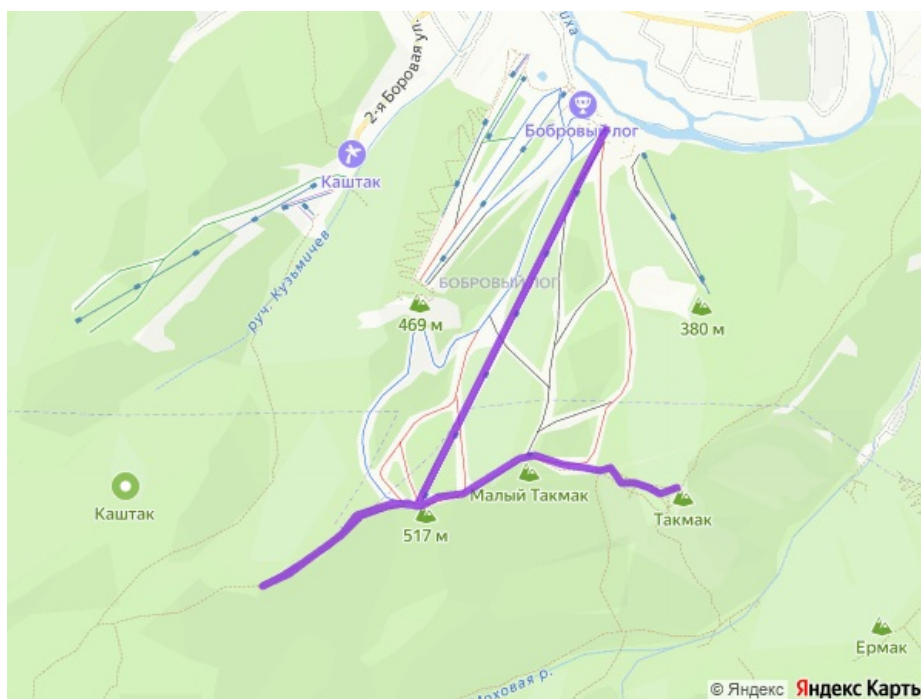 2-я Боровая ул.
Бобровый лог
Каштак
руч. Кузьмичев
БОБРОВЫЙ ЛОГ
469 м
380 м
Каштак
Малый Такмак
Такмак
517 м
Ермак
Моховая р.
© Яндекс Яндекс Карты